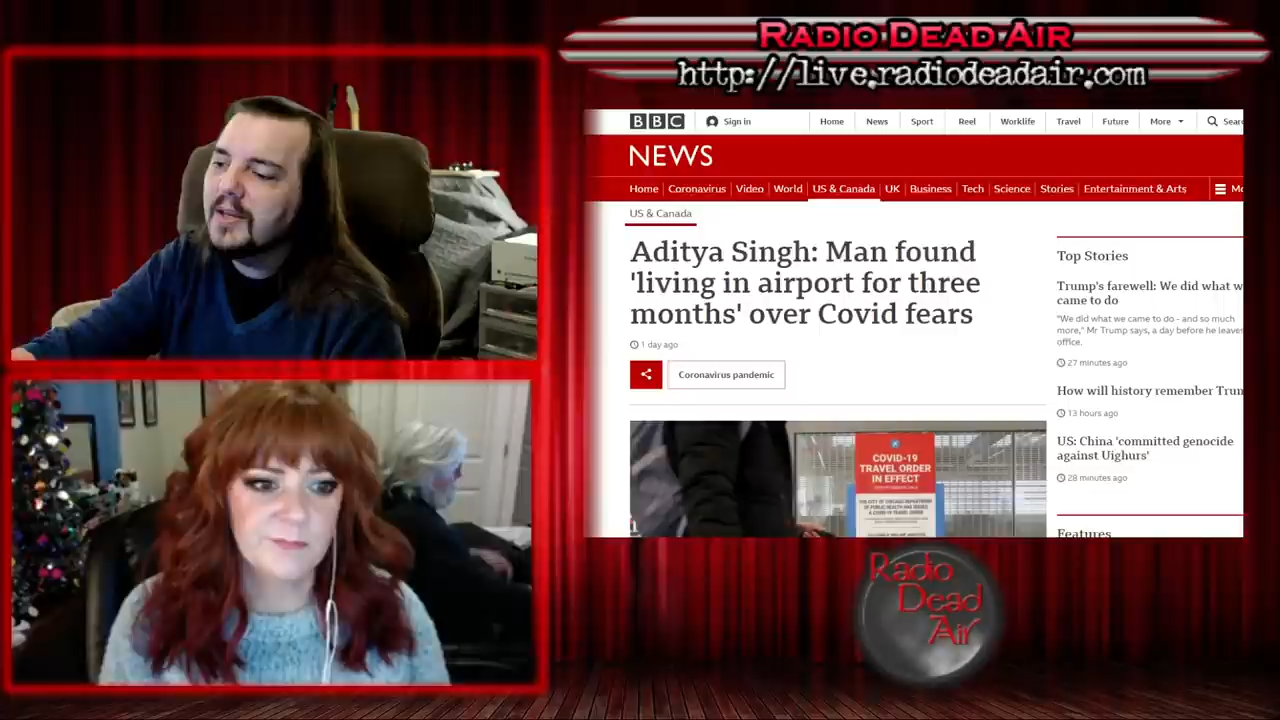 RADIO DEAD AIR
http://live.radiodeadair.com
BBC Sign in Home News Sport Reel Worklife Travel Future More Sear
NEWS
Home Coronavirus Video World US & Canada UK Business Tech Science Stories Entertainment & Arts Mo
US & Canada
Aditya Singh: Man found
'living in airport for three
months' over Covid fears
1 day ago
Coronavirus pandemic
COVID-19
TRAVEL ORDER
IN EFFECT
Top Stories
Trump's farewell: We did what w
came to do
"We did what we came to do - and so much
more," Mr Trump says, a day before he leaves
office.
27 minutes ago
How will history remember Trum
13 hours ago
US: China 'committed genocide
against Uighurs'
28 minutes ago
Features
Radio
Dead
Air